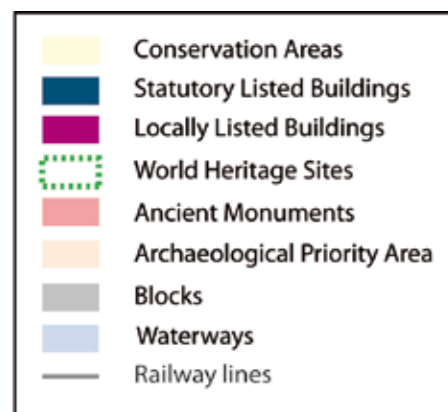 Conservation Areas
Statutory Listed Buildings
Locally Listed Buildings
World Heritage Sites
Ancient Monuments
Archaeological Priority Area
Blocks
Waterways
Railway lines